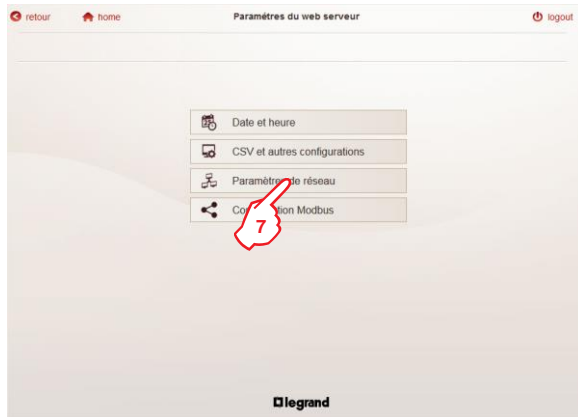 retour home Paramètres du web serveur logout
Date et heure
CSV et autres configurations
Paramètres de réseau
Modbus
7
legrand